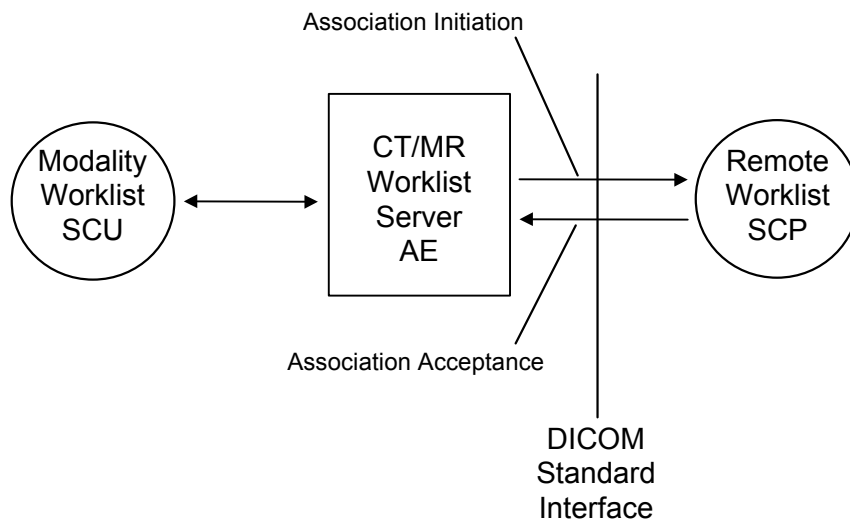 Association Initiation
Modality
Worklist
SCU
CT/MR
Worklist
Server
AE
Remote
Worklist
SCP
Association Acceptance
DICOM
Standard
Interface